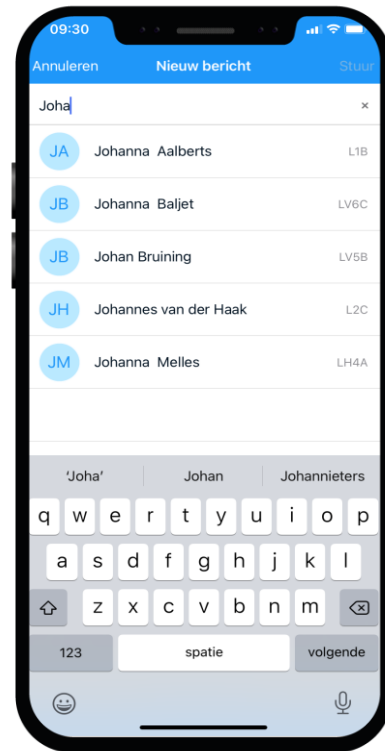 09:30
Annuleren Nieuw bericht Stuur
Joha ×
JA Johanna Aalberts L1B
JB Johanna Baljet LV6C
JB Johan Bruining LV5B
JH Johannes van der Haak L2C
JM Johanna Melles LH4A
'Joha' Johan Johannieters
q w e r t y u i o p
a s d f g h j k l
z x c v b n m
123 spatie volgende